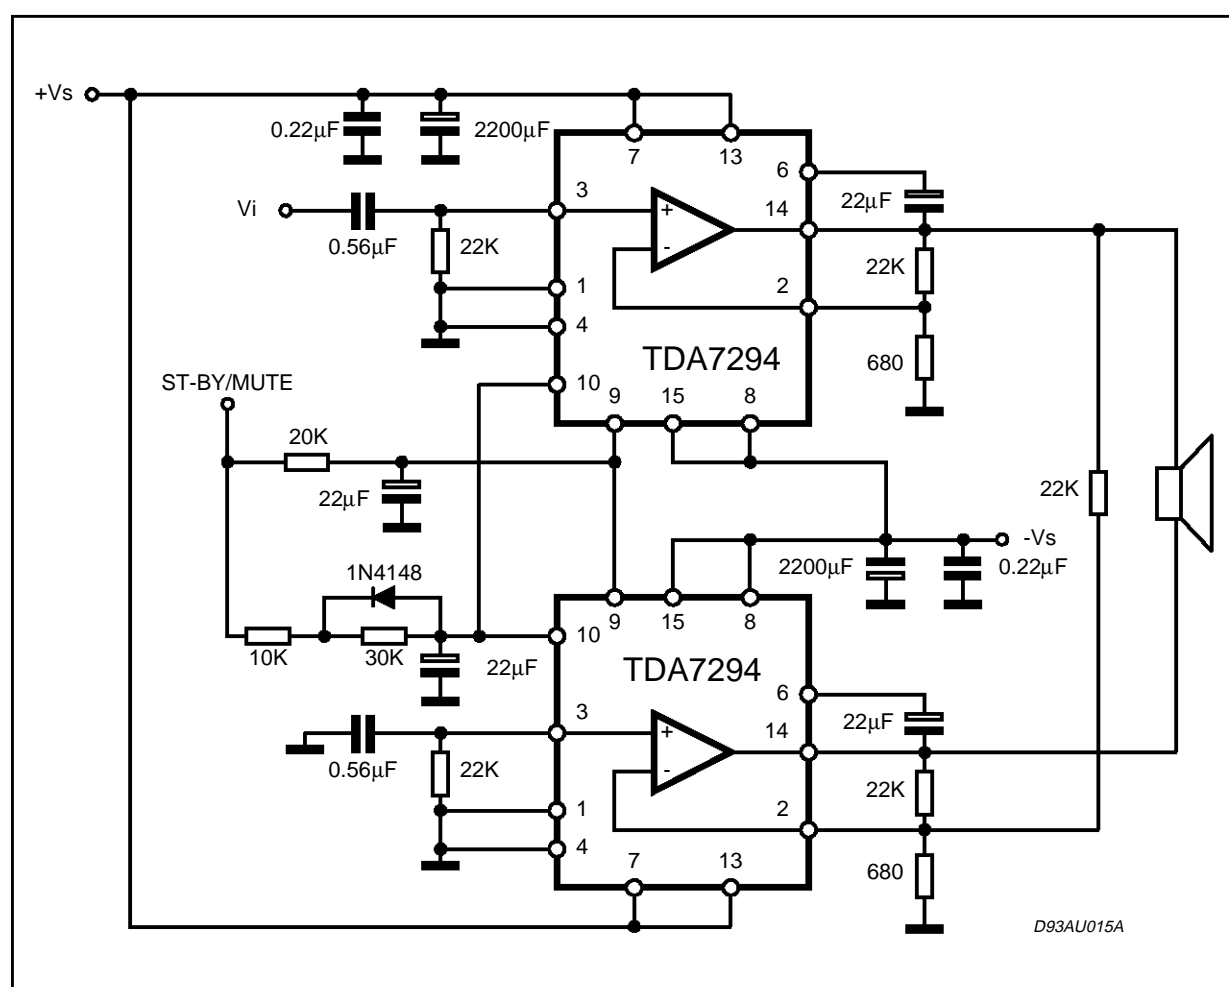 +Vs
0.22µF
2200µF
7
13
6
3
22µF
Vi
14
+
-
0.56µF
22K
22K
1
2
4
TDA7294
680
ST-BY/MUTE
10
9
15
8
20K
22µF
22K
-Vs
1N4148
2200µF
0.22µF
9
15
8
10
10K
30K
22µF
TDA7294
6
3
22µF
14
+
-
0.56µF
22K
22K
1
2
4
7
13
680
D93AU015A